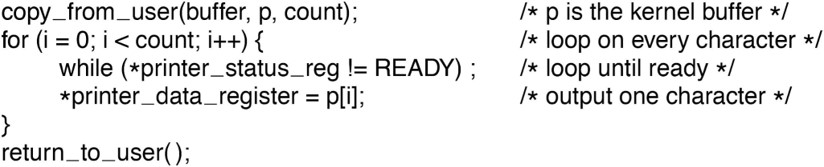 copy_from_user(buffer, p, count); /* p is the kernel buffer */
for (i = 0; i < count; i++) { /* loop on every character */
while (*printer_status_reg != READY) ; /* loop until ready */
*printer_data_register = p[i]; /* output one character */
}
return_to_user( );